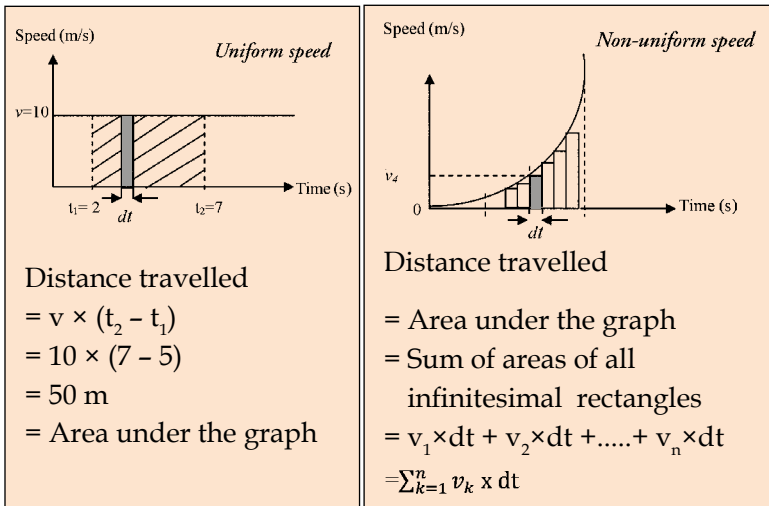 Speed (m/s)
Uniform speed
v=10
Time (s)
t₁= 2
t₂=7
dt
Distance travelled
= v × (t₂ – t₁)
= 10 × (7 – 5)
= 50 m
= Area under the graph
Speed (m/s)
Non-uniform speed
v₄
0
Time (s)
dt
Distance travelled
= Area under the graph
= Sum of areas of all
infinitesimal rectangles
= v₁×dt + v₂×dt +.....+ vₙ×dt
=∑ⁿₖ₌₁ vₖ x dt